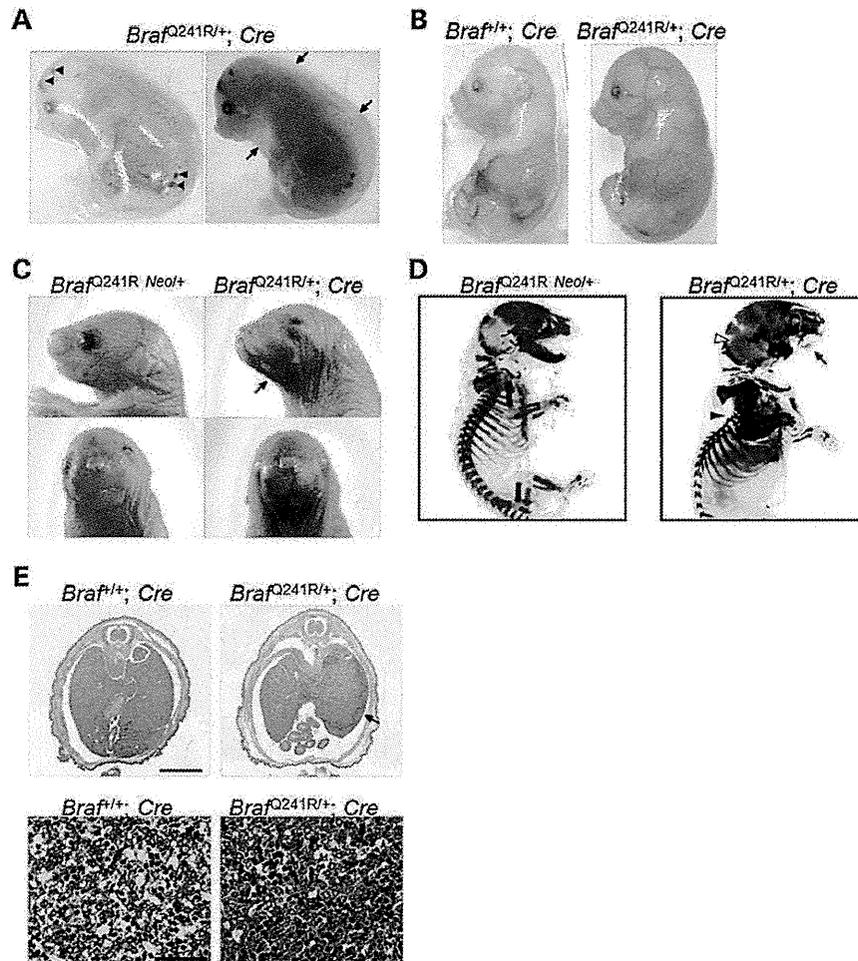 A
Braf^Q241R/+; Cre
B
Braf^+/+; Cre
Braf^Q241R/+; Cre
C
Braf^Q241R Neo/+
Braf^Q241R/+; Cre
D
Braf^Q241R Neo/+
Braf^Q241R/+; Cre
E
Braf^+/+; Cre
Braf^Q241R/+; Cre
Braf^+/+; Cre
Braf^Q241R/+; Cre